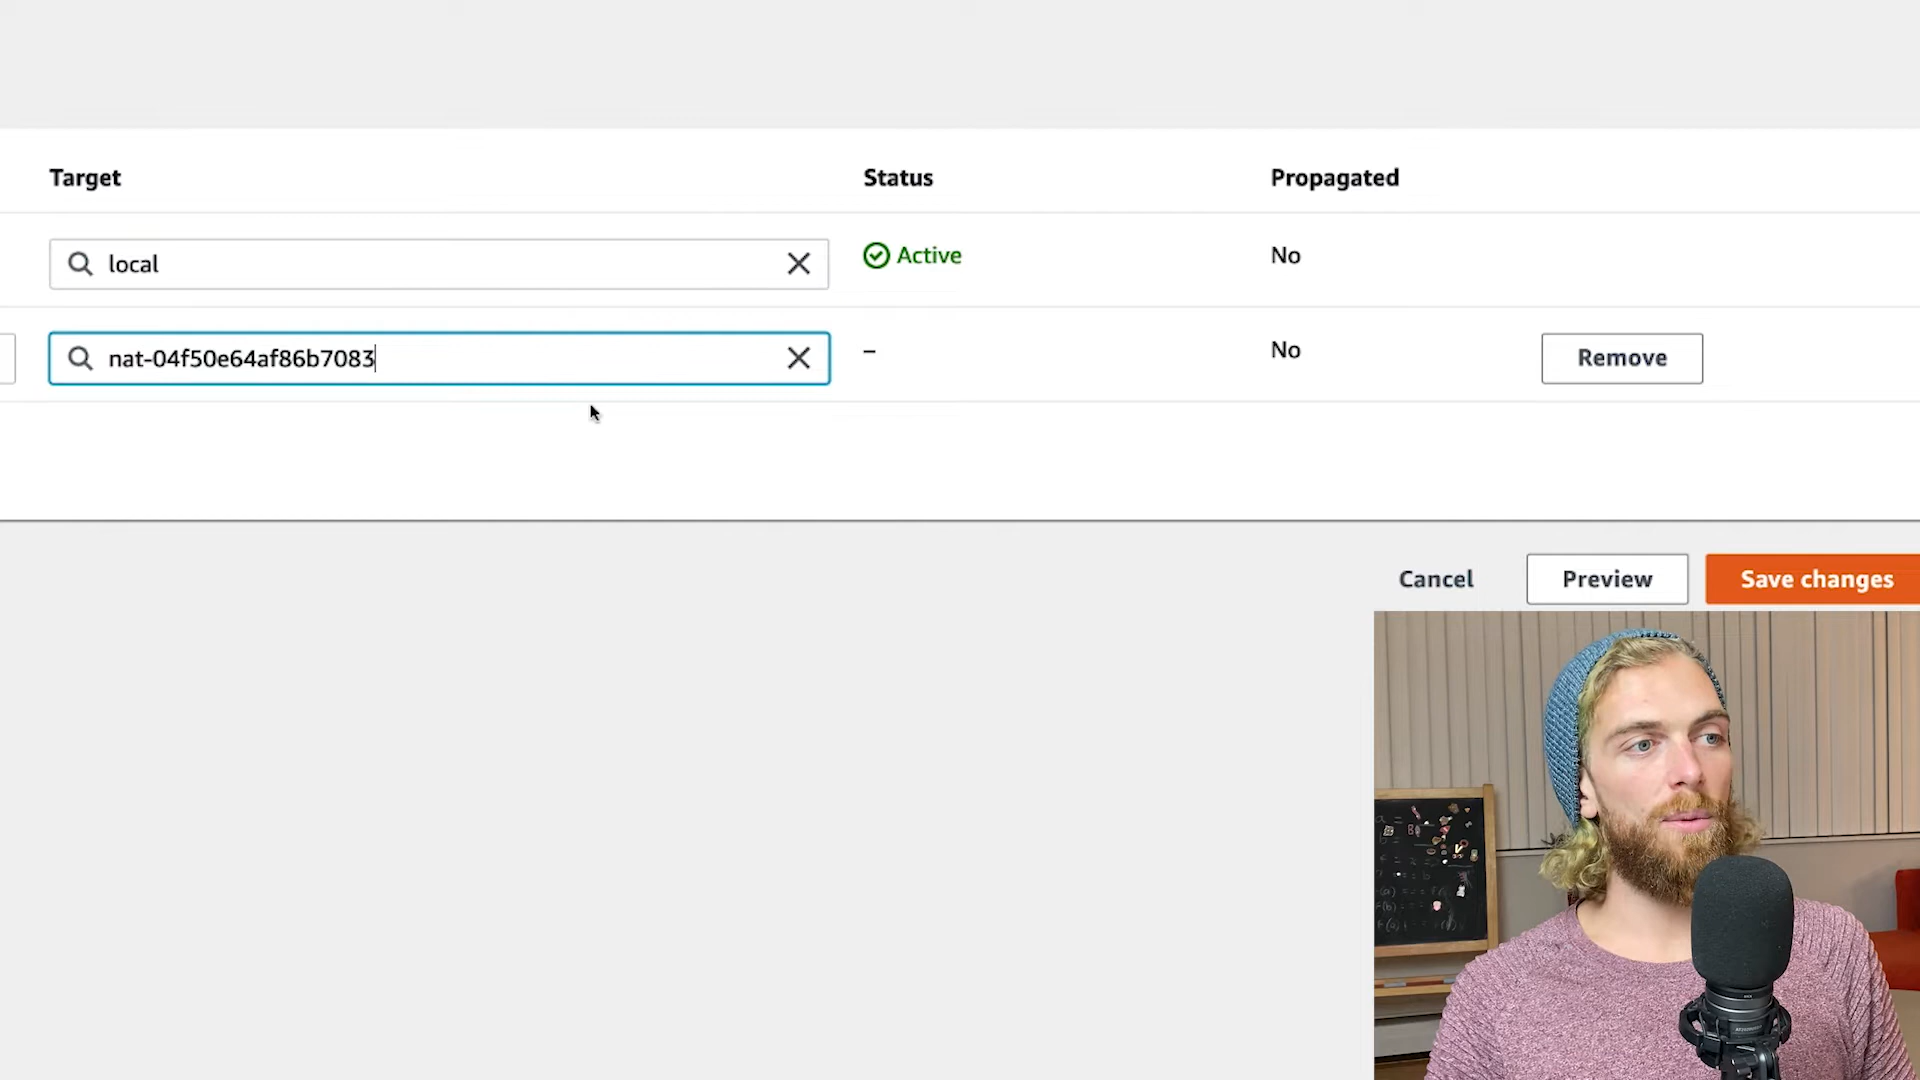 Target Status Propagated
local Active No
nat-04f50e64af86b7083 – No Remove
Cancel Preview Save changes